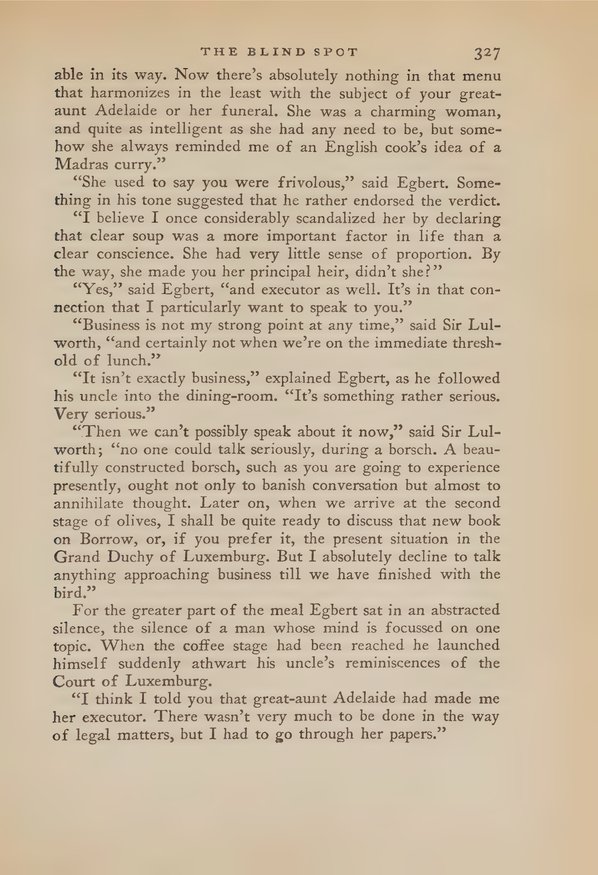 THE BLIND SPOT 327
able in its way. Now there's absolutely nothing in that menu
that harmonizes in the least with the subject of your great-
aunt Adelaide or her funeral. She was a charming woman,
and quite as intelligent as she had any need to be, but some-
how she always reminded me of an English cook's idea of a
Madras curry.”
“She used to say you were frivolous,” said Egbert. Some-
thing in his tone suggested that he rather endorsed the verdict.
“I believe I once considerably scandalized her by declaring
that clear soup was a more important factor in life than a
clear conscience. She had very little sense of proportion. By
the way, she made you her principal heir, didn't she?”
“Yes,” said Egbert, “and executor as well. It's in that con-
nection that I particularly want to speak to you.”
“Business is not my strong point at any time,” said Sir Lul-
worth, “and certainly not when we're on the immediate thresh-
old of lunch.”
“It isn't exactly business,” explained Egbert, as he followed
his uncle into the dining-room. “It's something rather serious.
Very serious.”
“Then we can't possibly speak about it now,” said Sir Lul-
worth; “no one could talk seriously, during a borsch. A beau-
tifully constructed borsch, such as you are going to experience
presently, ought not only to banish conversation but almost to
annihilate thought. Later on, when we arrive at the second
stage of olives, I shall be quite ready to discuss that new book
on Borrow, or, if you prefer it, the present situation in the
Grand Duchy of Luxemburg. But I absolutely decline to talk
anything approaching business till we have finished with the
bird.”
For the greater part of the meal Egbert sat in an abstracted
silence, the silence of a man whose mind is focussed on one
topic. When the coffee stage had been reached he launched
himself suddenly athwart his uncle's reminiscences of the
Court of Luxemburg.
“I think I told you that great-aunt Adelaide had made me
her executor. There wasn't very much to be done in the way
of legal matters, but I had to go through her papers.”